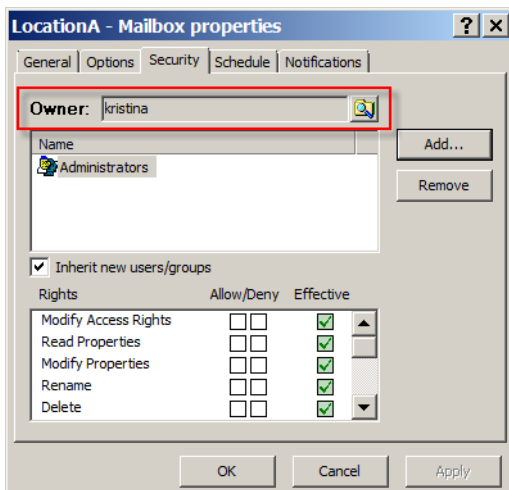 LocationA - Mailbox properties
General Options Security Schedule Notifications
Owner: kristina
Name
Add...
Administrators
Remove
Inherit new users/groups
Rights Allow/Deny Effective
Modify Access Rights
Read Properties
Modify Properties
Rename
Delete
OK Cancel Apply